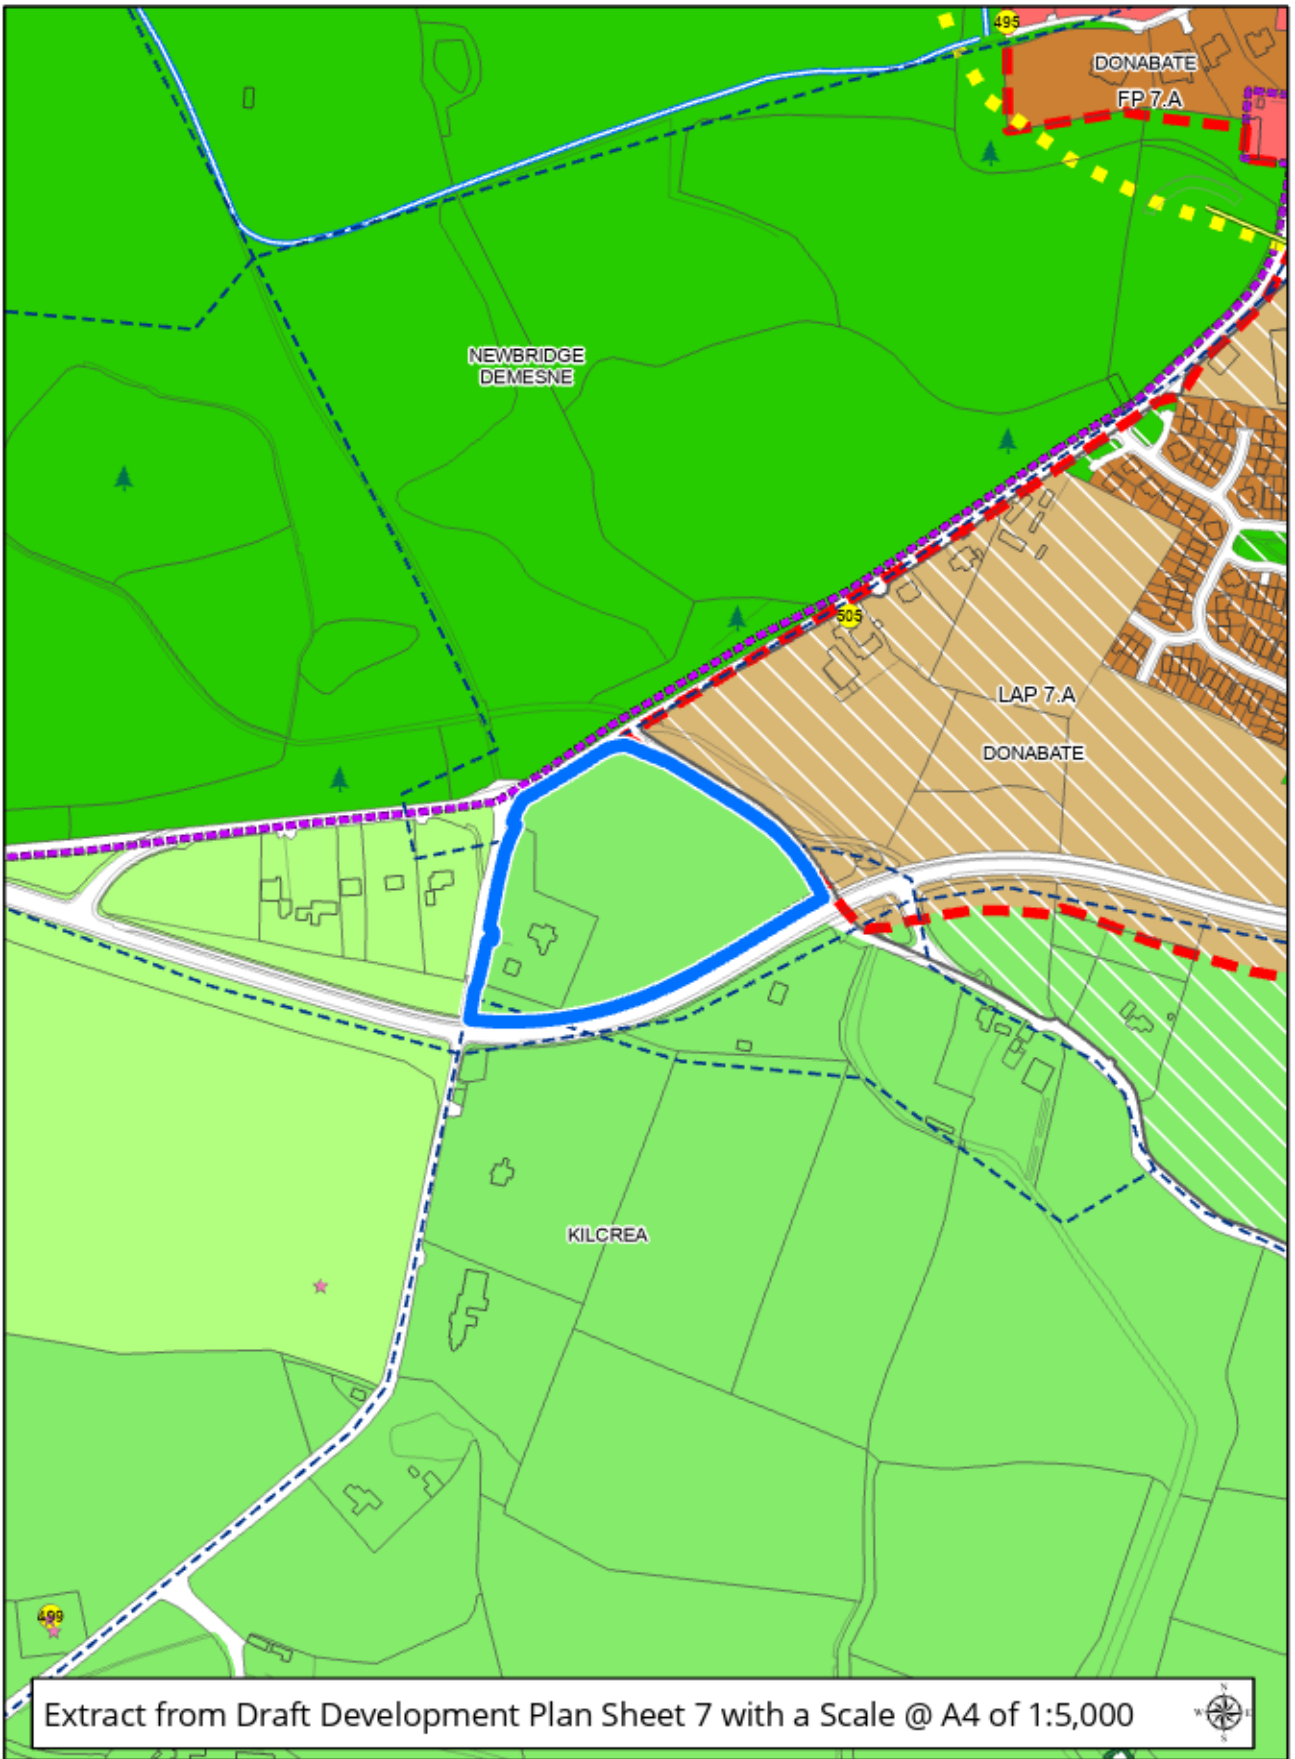 495
DONABATE
FP 7.A
NEWBRIDGE
DEMESNE
505
LAP 7.A
DONABATE
KILCREA
499
Extract from Draft Development Plan Sheet 7 with a Scale @ A4 of 1:5,000
N
W E
S